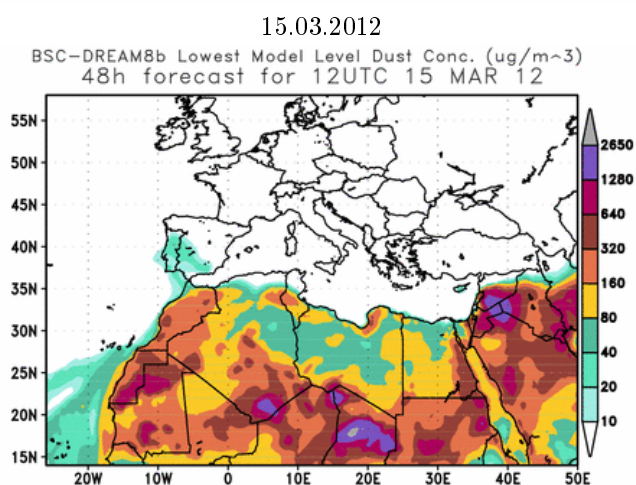 15.03.2012
BSC-DREAM8b Lowest Model Level Dust Conc. (ug/m^3)
48h forecast for 12UTC 15 MAR 12
55N
50N
45N
40N
35N
30N
25N
20N
15N
20W
10W
0
10E
20E
30E
40E
50E
2650
1280
640
320
160
80
40
20
10